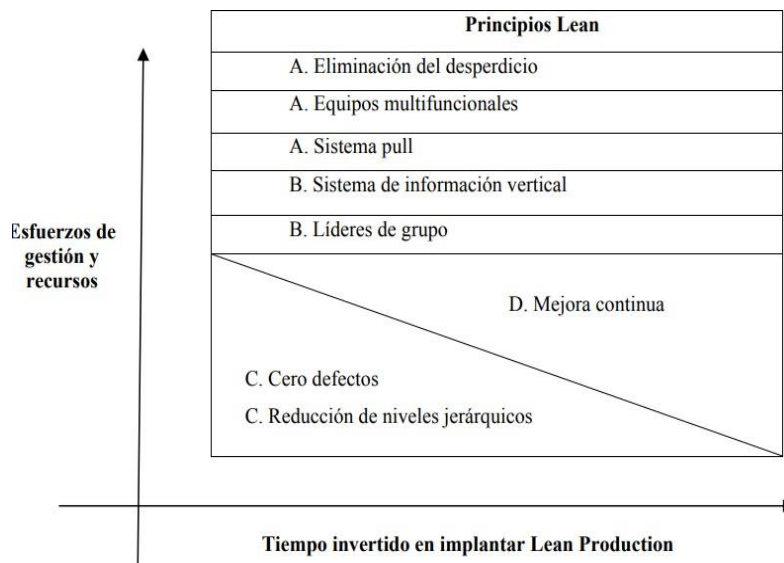 Principios Lean
A. Eliminación del desperdicio
A. Equipos multifuncionales
A. Sistema pull
B. Sistema de información vertical
B. Líderes de grupo
Esfuerzos de
gestión y
recursos
D. Mejora continua
C. Cero defectos
C. Reducción de niveles jerárquicos
Tiempo invertido en implantar Lean Production